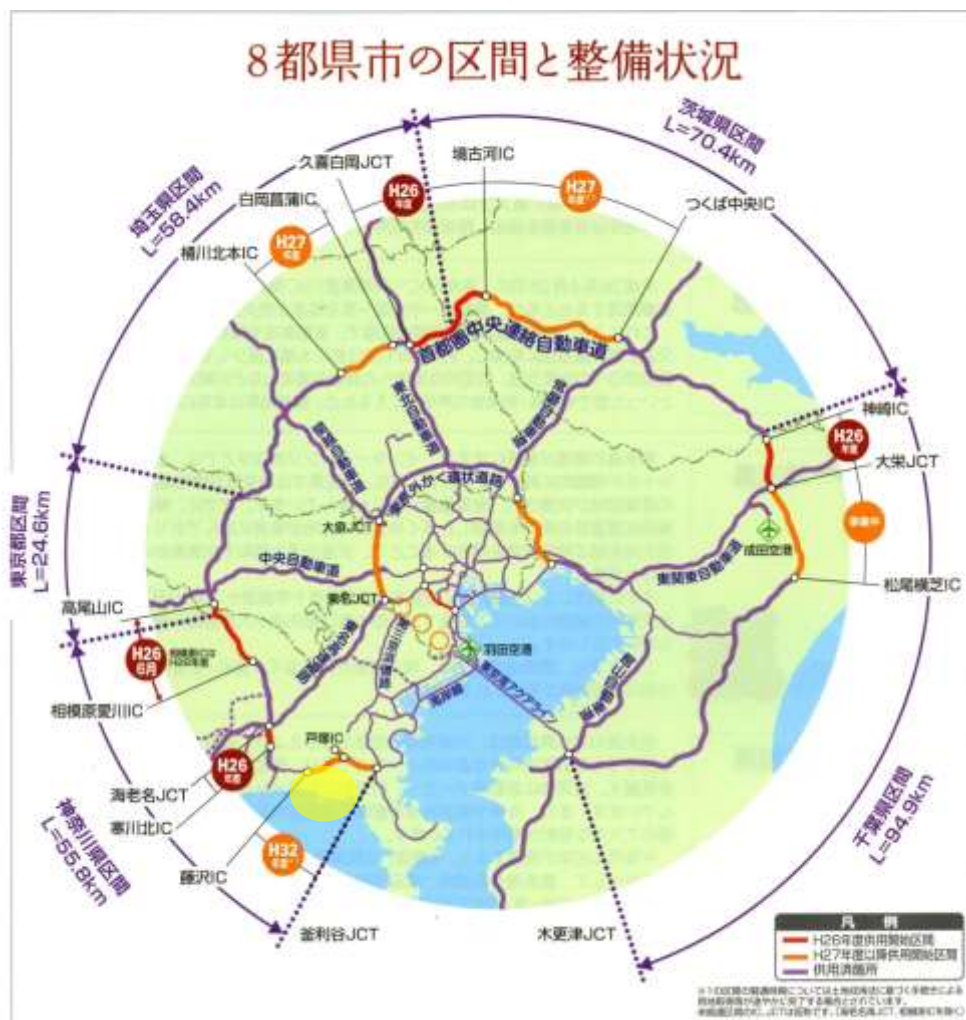 8都県市の区間と整備状況
茨城県区間
L=70.4km
埼玉県区間
L=58.4km
久喜白岡JCT
境古河IC
H26
年度
H27
白岡菖蒲IC
つくば中央IC
H27
年度
桶川北本IC
首都圏中央連絡自動車道
神崎IC
H26
年度
大栄JCT
東京外かく環状道路
大泉JCT
成田空港
東京都区間
L=24.6km
中央自動車道
東関東自動車道
松尾横芝IC
高尾山IC
東名JCT
H26
6月
羽田空港
東京湾アクアライン
相模原愛川IC
戸塚IC
H26
年度
海老名JCT
寒川北IC
神奈川県区間
L=55.8km
H32
藤沢IC
千葉県区間
L=94.9km
釜利谷JCT
木更津JCT
凡 例
H26年度供用開始区間
H27年度以降供用開始区間
供用済箇所